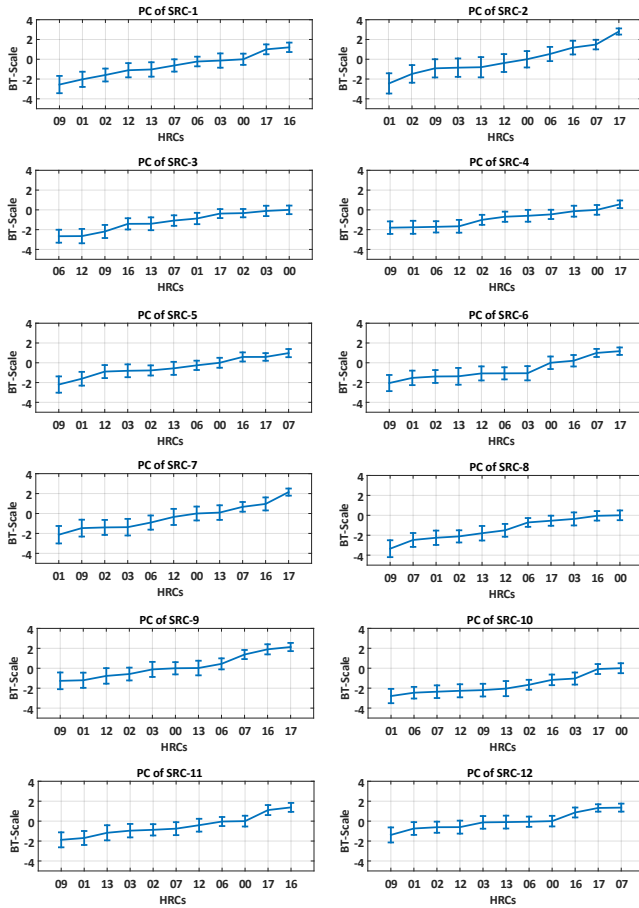 PC of SRC-1
4
2
0
-2
-4
BT-Scale
09 01 02 12 13 07 06 03 00 17 16
HRCs
PC of SRC-2
4
2
0
-2
-4
BT-Scale
01 02 09 03 13 12 00 06 16 07 17
HRCs
PC of SRC-3
4
2
0
-2
-4
BT-Scale
06 12 09 16 13 07 01 17 02 03 00
HRCs
PC of SRC-4
4
2
0
-2
-4
BT-Scale
09 01 06 12 02 16 03 07 13 00 17
HRCs
PC of SRC-5
4
2
0
-2
-4
BT-Scale
01 09 12 03 02 13 06 00 16 17 07
HRCs
PC of SRC-6
4
2
0
-2
-4
BT-Scale
09 01 02 13 12 06 03 00 16 07 17
HRCs
PC of SRC-7
4
2
0
-2
-4
BT-Scale
01 09 02 03 06 12 00 13 07 16 17
HRCs
PC of SRC-8
4
2
0
-2
-4
BT-Scale
09 07 01 02 13 12 06 17 03 16 00
HRCs
PC of SRC-9
4
2
0
-2
-4
BT-Scale
09 01 12 02 03 00 13 06 07 16 17
HRCs
PC of SRC-10
4
2
0
-2
-4
BT-Scale
09 06 07 12 01 13 02 16 03 17 00
HRCs
PC of SRC-11
4
2
0
-2
-4
BT-Scale
09 01 13 03 02 07 12 06 00 17 16
HRCs
PC of SRC-12
4
2
0
-2
-4
BT-Scale
09 01 02 12 03 13 06 00 16 17 07
HRCs